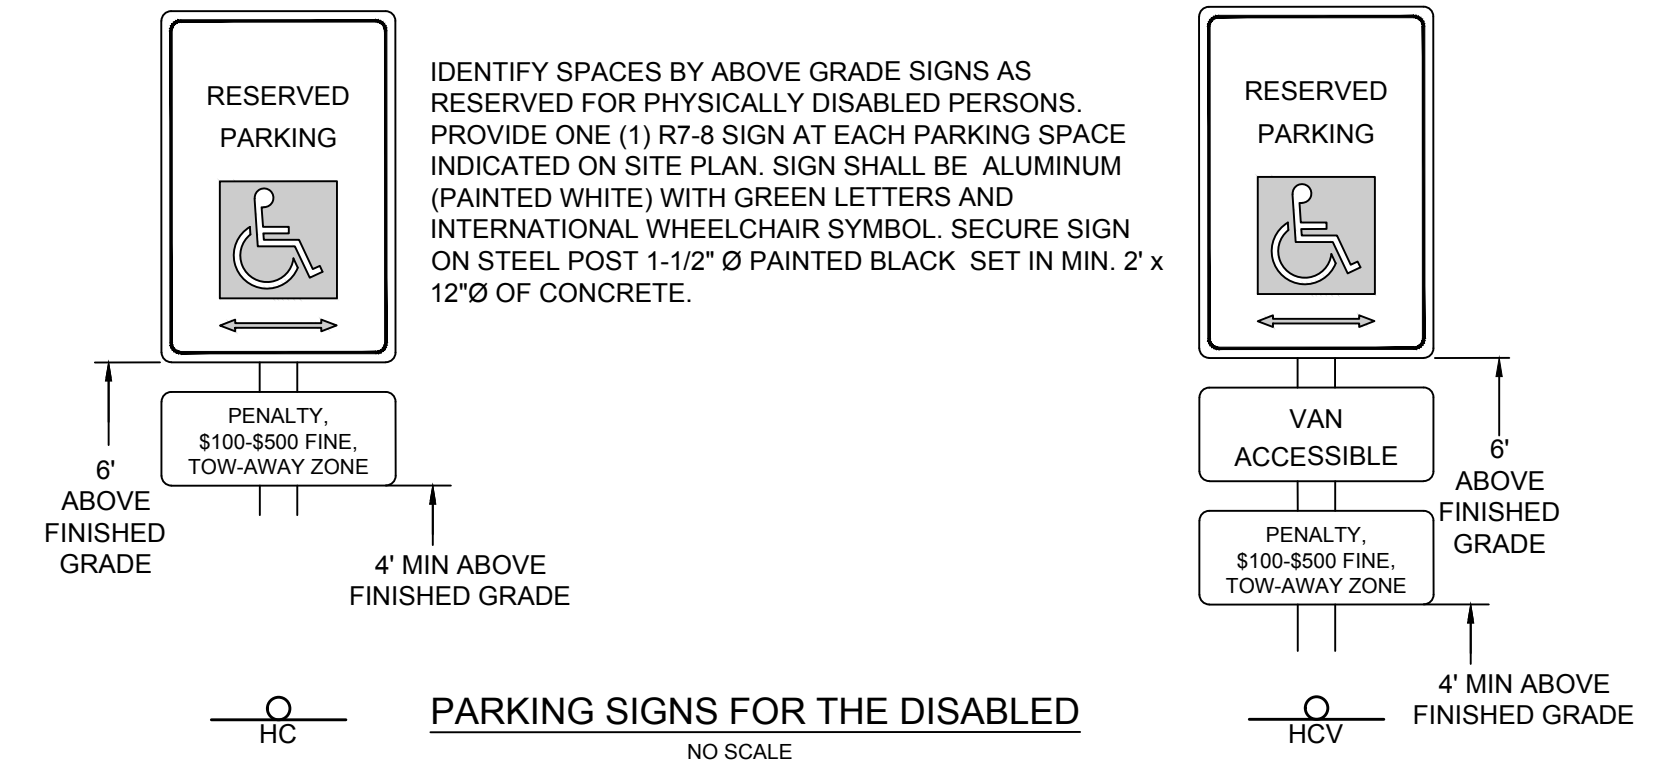 RESERVED
PARKING
PENALTY,
$100-$500 FINE,
TOW-AWAY ZONE
6'
ABOVE
FINISHED
GRADE
4' MIN ABOVE
FINISHED GRADE
HC
IDENTIFY SPACES BY ABOVE GRADE SIGNS AS
RESERVED FOR PHYSICALLY DISABLED PERSONS.
PROVIDE ONE (1) R7-8 SIGN AT EACH PARKING SPACE
INDICATED ON SITE PLAN. SIGN SHALL BE ALUMINUM
(PAINTED WHITE) WITH GREEN LETTERS AND
INTERNATIONAL WHEELCHAIR SYMBOL. SECURE SIGN
ON STEEL POST 1-1/2" Ø PAINTED BLACK SET IN MIN. 2' x
12"Ø OF CONCRETE.
RESERVED
PARKING
VAN
ACCESSIBLE
PENALTY,
$100-$500 FINE,
TOW-AWAY ZONE
6'
ABOVE
FINISHED
GRADE
4' MIN ABOVE
FINISHED GRADE
HCV
PARKING SIGNS FOR THE DISABLED
NO SCALE